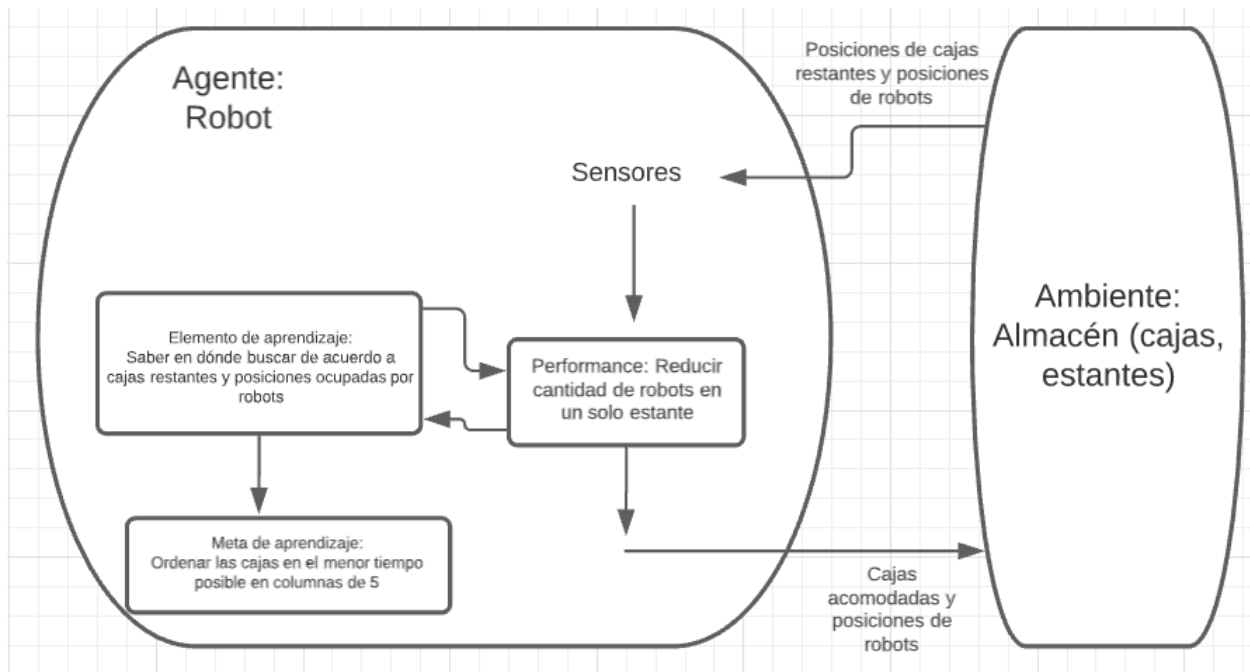 Agente:
Robot
Posiciones de cajas
restantes y posiciones
de robots
Sensores
Ambiente:
Almacén (cajas,
estantes)
Elemento de aprendizaje:
Saber en dónde buscar de acuerdo a
cajas restantes y posiciones ocupadas por
robots
Performance: Reducir
cantidad de robots en
un solo estante
Meta de aprendizaje:
Ordenar las cajas en el menor tiempo
posible en columnas de 5
Cajas
acomodadas y
posiciones de
robots